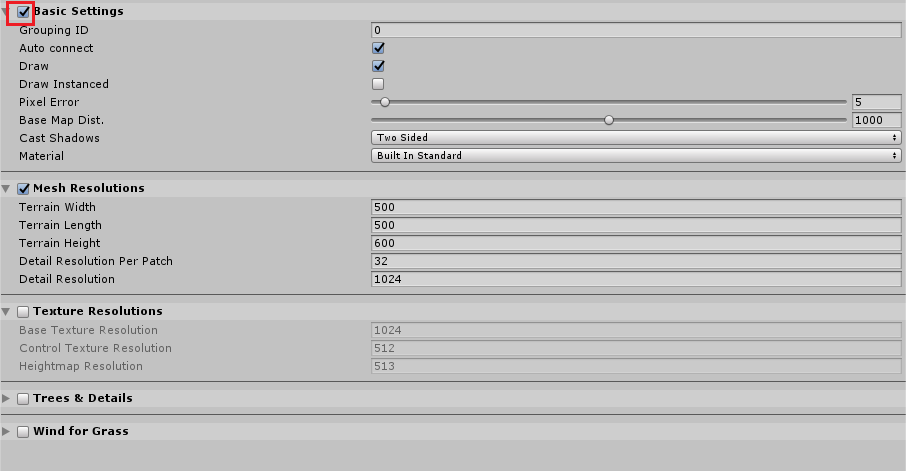 Basic Settings
Grouping ID 0
Auto connect
Draw
Draw Instanced
Pixel Error 5
Base Map Dist. 1000
Cast Shadows Two Sided
Material Built In Standard
Mesh Resolutions
Terrain Width 500
Terrain Length 500
Terrain Height 600
Detail Resolution Per Patch 32
Detail Resolution 1024
Texture Resolutions
Base Texture Resolution 1024
Control Texture Resolution 512
Heightmap Resolution 513
Trees & Details
Wind for Grass